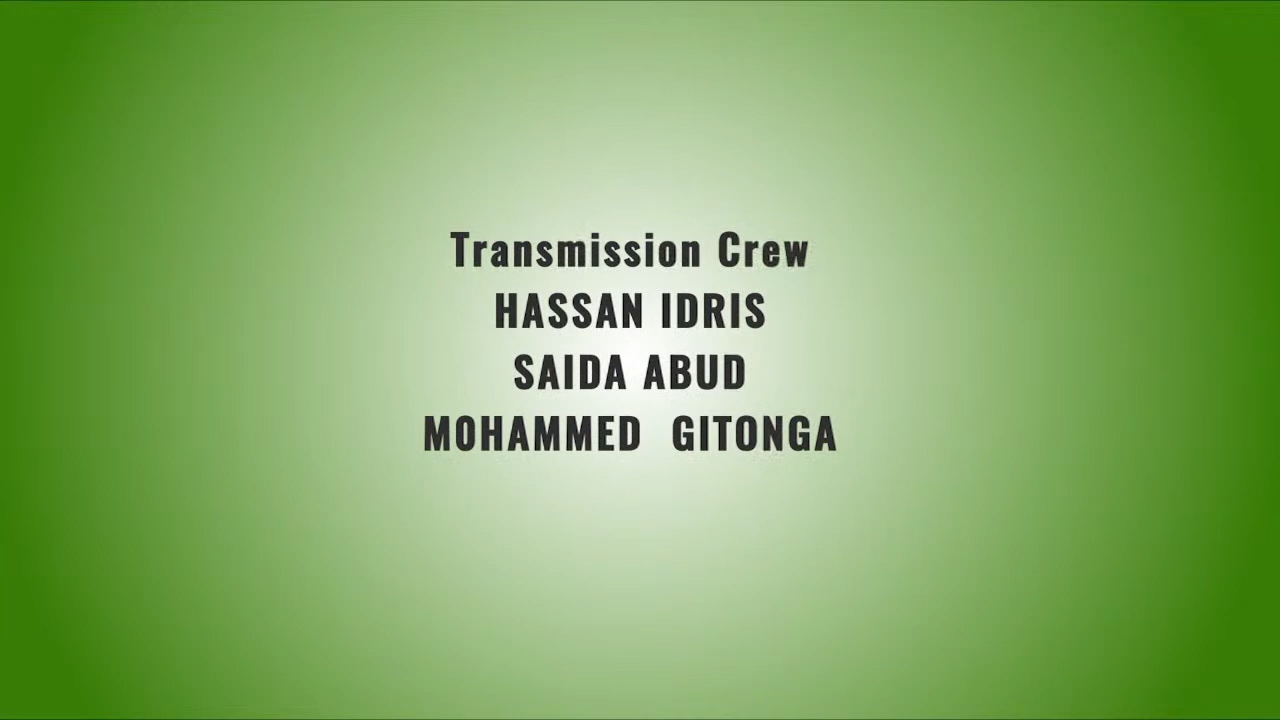 Transmission Crew
HASSAN IDRIS
SAIDA ABUD
MOHAMMED  GITONGA